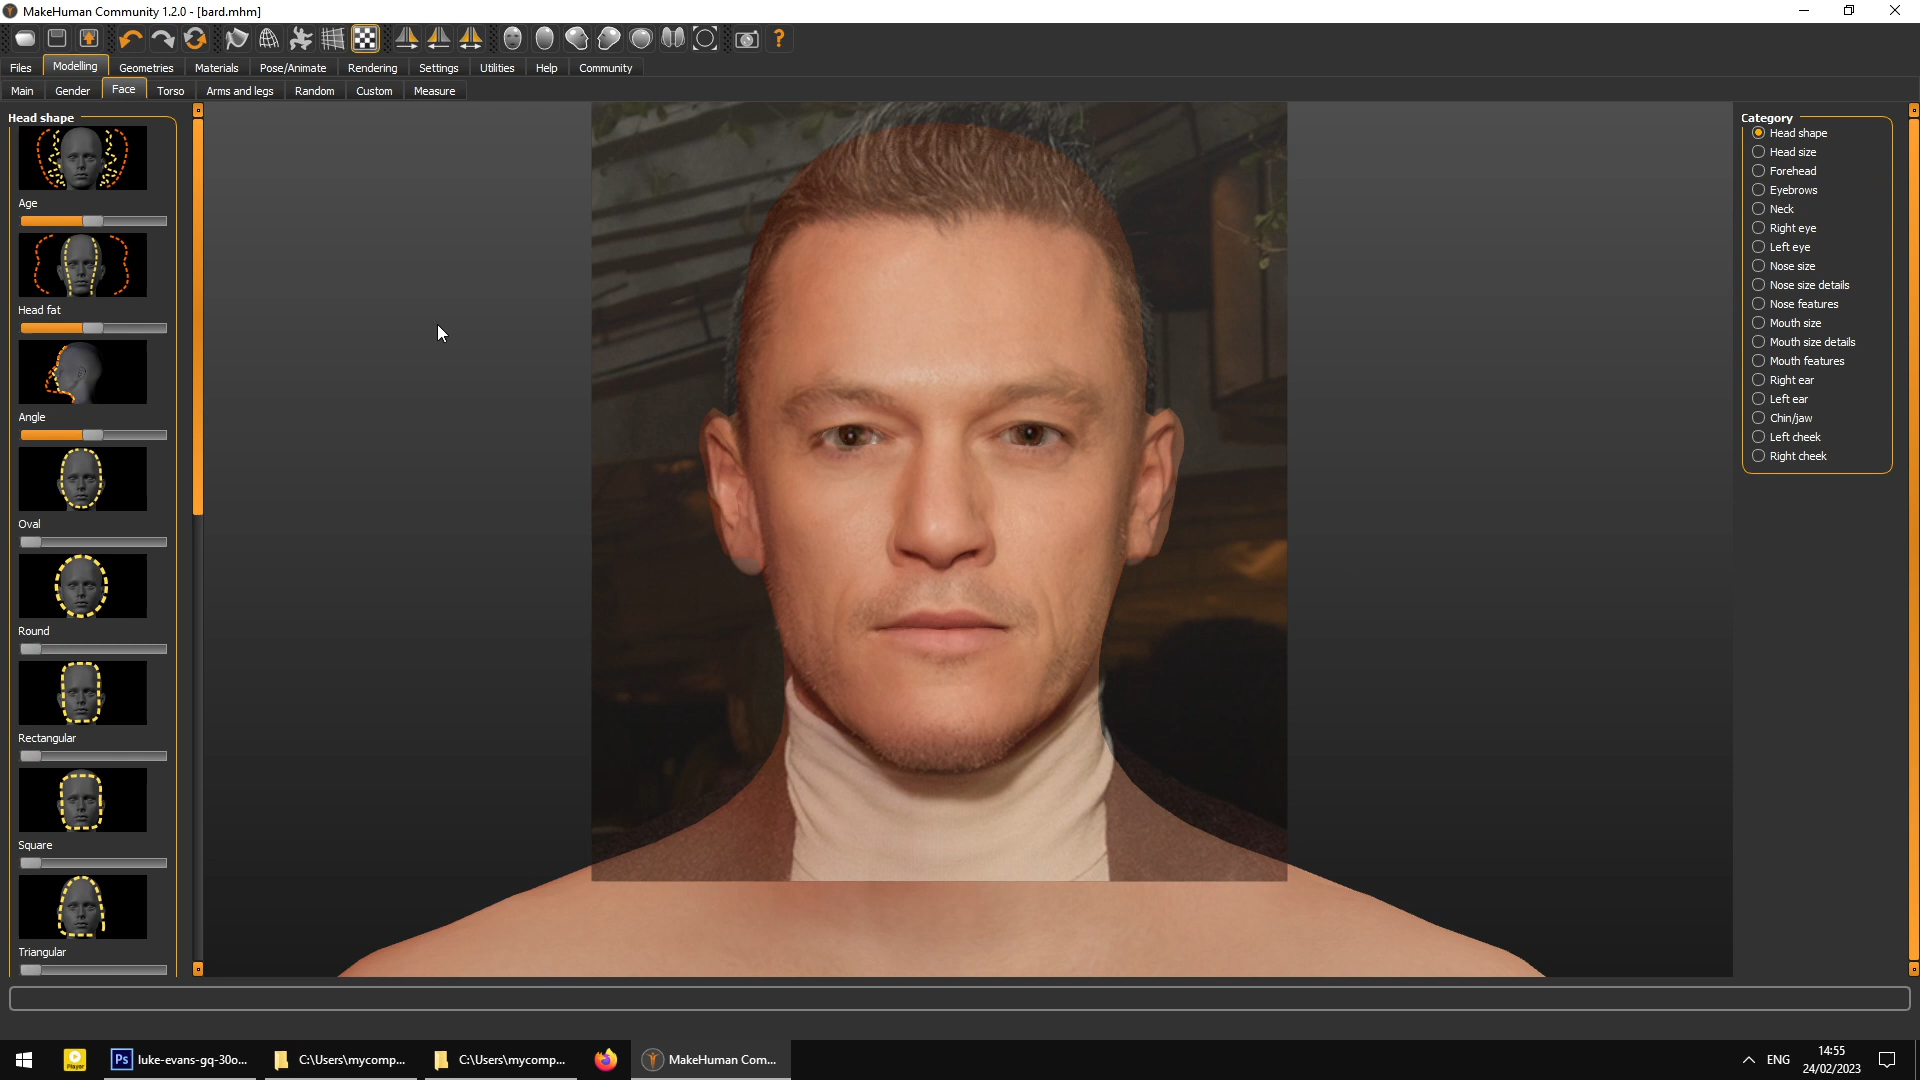 MakeHuman Community 1.2.0 - [bard.mhm]
Files Modelling Geometries Materials Pose/Animate Rendering Settings Utilities Help Community
Main Gender Face Torso Arms and legs Random Custom Measure
Head shape
Age
Head fat
Angle
Oval
Round
Rectangular
Square
Triangular
Category
Head shape
Head size
Forehead
Eyebrows
Neck
Right eye
Left eye
Nose size
Nose size details
Nose features
Mouth size
Mouth size details
Mouth features
Right ear
Left ear
Chin/jaw
Left cheek
Right cheek
Player
Ps luke-evans-gq-30o...
C:\Users\mycomp...
C:\Users\mycomp...
MakeHuman Com...
ENG
14:55
24/02/2023